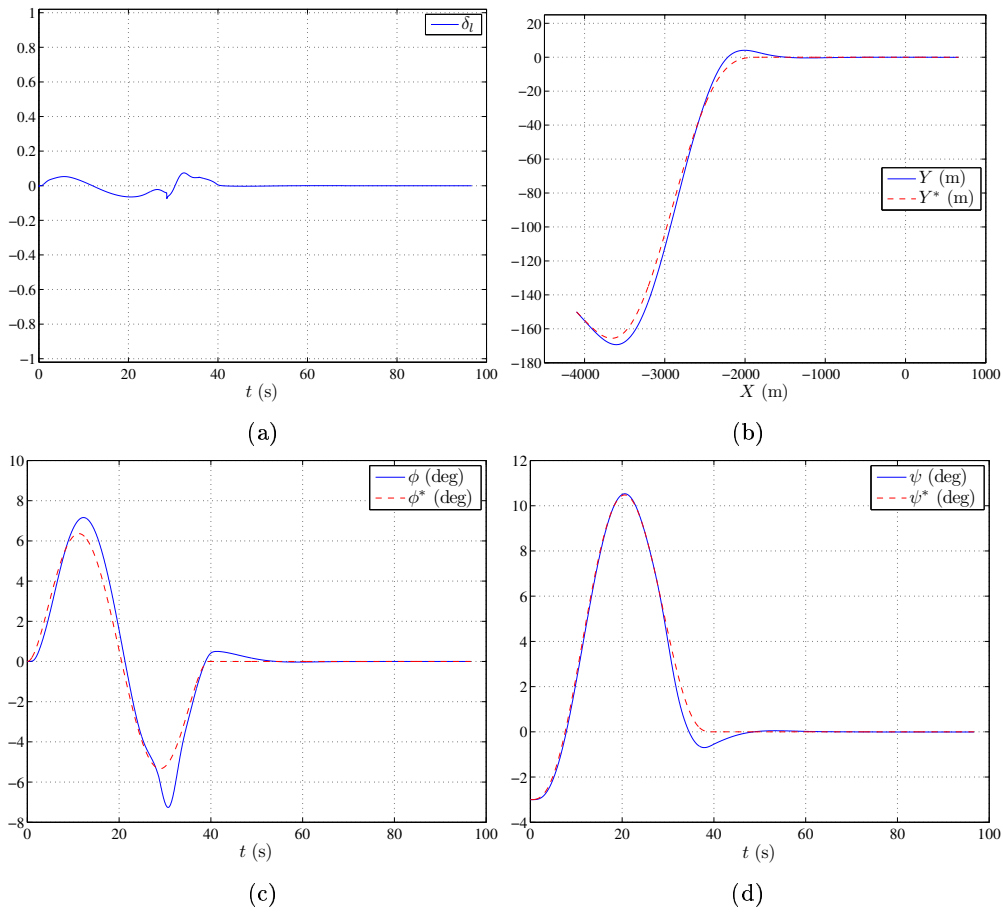 1
0.8
0.6
0.4
0.2
0
−0.2
−0.4
−0.6
−0.8
−1
0 20 40 60 80 100
t (s)
δl
(a)
20
0
−20
−40
−60
−80
−100
−120
−140
−160
−180
−4000 −3000 −2000 −1000 0 1000
X (m)
Y (m)
Y* (m)
(b)
10
8
6
4
2
0
−2
−4
−6
−8
0 20 40 60 80 100
t (s)
ϕ (deg)
ϕ* (deg)
(c)
12
10
8
6
4
2
0
−2
−4
0 20 40 60 80 100
t (s)
ψ (deg)
ψ* (deg)
(d)